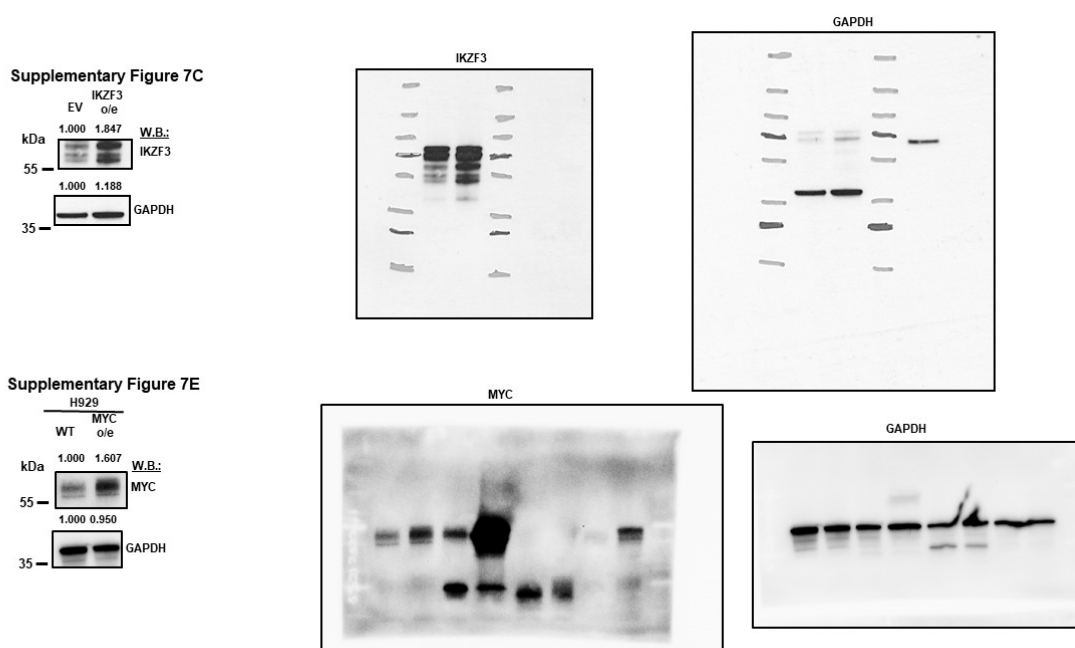 Supplementary Figure 7C
EV
IKZF3
o/e
1.000 1.847
W.B.:
kDa
IKZF3
55
1.000 1.188
GAPDH
35
IKZF3
GAPDH
Supplementary Figure 7E
H929
WT
MYC
o/e
1.000 1.607
W.B.:
kDa
MYC
55
1.000 0.950
GAPDH
35
MYC
GAPDH